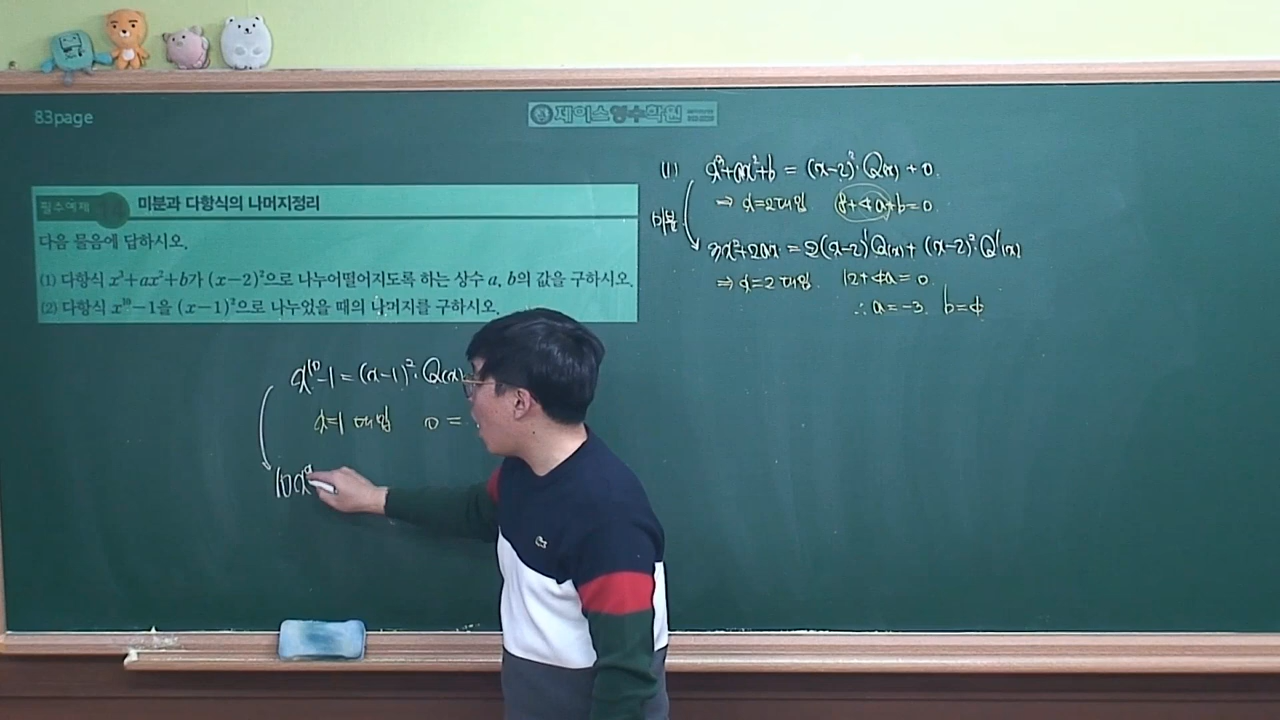 83page
제이스영수학원
필수예제
미분과 다항식의 나머지정리
다음 물음에 답하시오.
(1) 다항식 x³+ax²+b가 (x-2)²으로 나누어떨어지도록 하는 상수 a, b의 값을 구하시오.
(2) 다항식 x¹⁰-1을 (x-1)²으로 나누었을 때의 나머지를 구하시오.
x¹⁰-1=(x-1)²·Q(x)
x=1 대입 0=
10x⁹
(1) x³+ax²+b = (x-2)²·Q(x)+0.
⇒ x=2 대입 8+4a+b=0.
미분
3x²+2ax = 2(x-2)¹Q(x)+(x-2)²·Q'(x)
⇒ x=2 대입. 12+4a=0
∴ a=-3. b=4